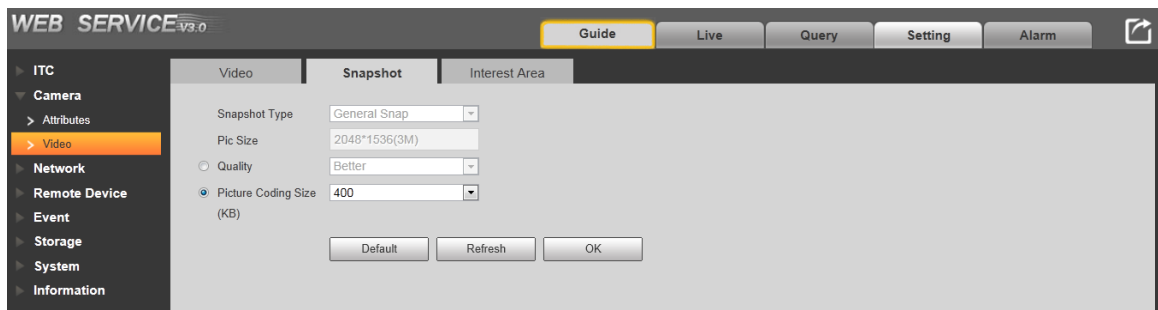 WEB SERVICE V3.0
Guide Live Query Setting Alarm
ITC
Camera
Attributes
Video
Network
Remote Device
Event
Storage
System
Information
Video Snapshot Interest Area
Snapshot Type General Snap
Pic Size 2048*1536(3M)
Quality Better
Picture Coding Size 400
(KB)
Default Refresh OK